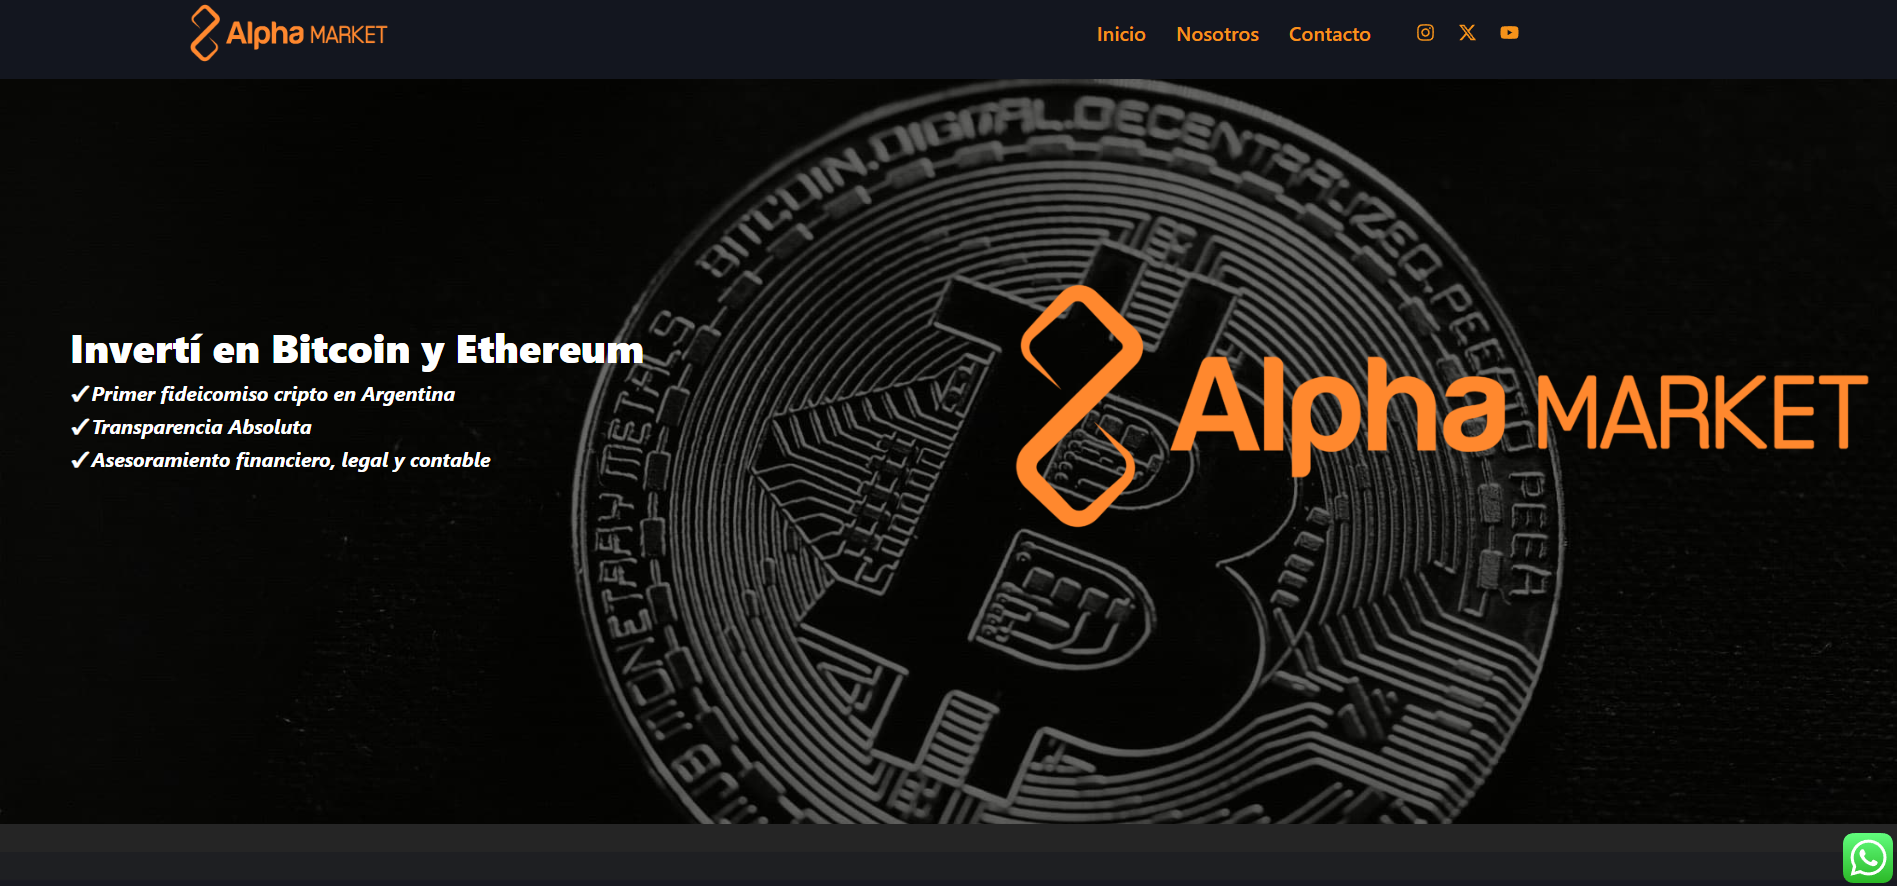 Alpha MARKET
Inicio Nosotros Contacto
BITCOIN.DIGITAL.DECENTRALIZED.PEER TO PEER
Invertí en Bitcoin y Ethereum
✓Primer fideicomiso cripto en Argentina
✓Transparencia Absoluta
✓Asesoramiento financiero, legal y contable
Alpha MARKET